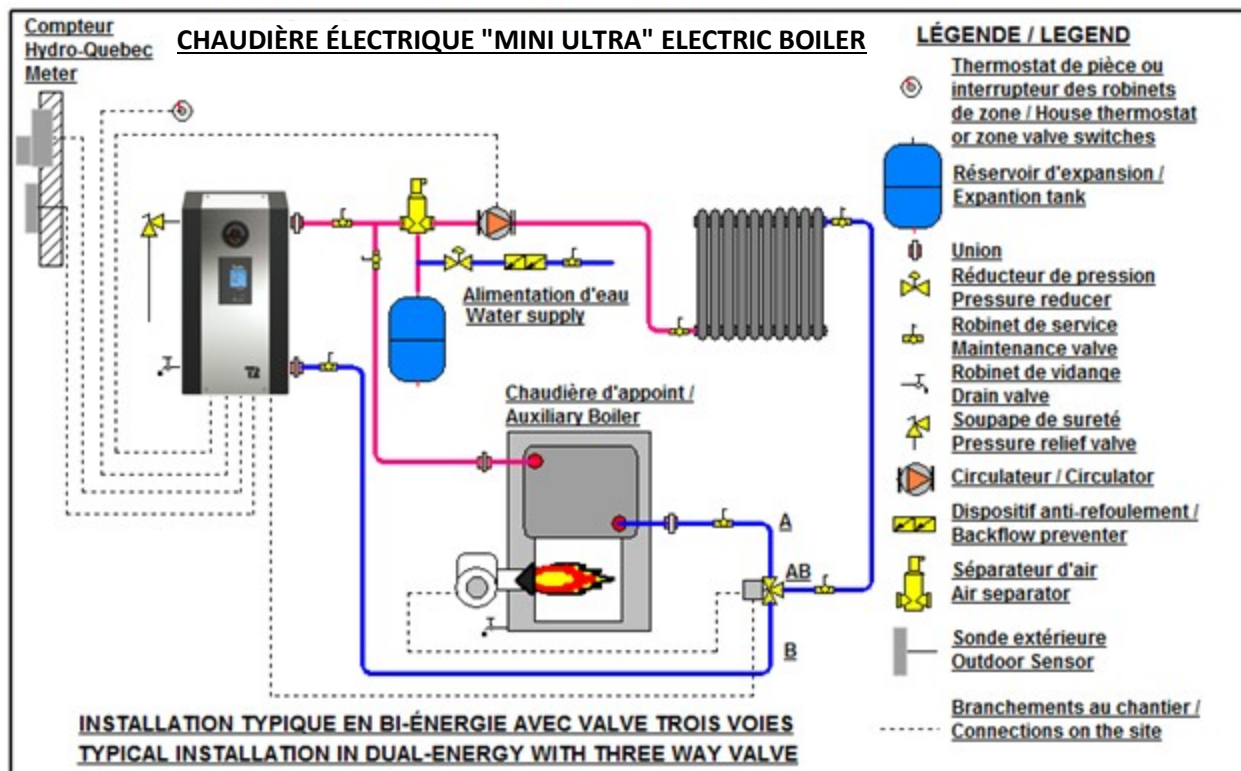 Compteur
Hydro-Quebec
Meter
CHAUDIÈRE ÉLECTRIQUE "MINI ULTRA" ELECTRIC BOILER
LÉGENDE / LEGEND
Thermostat de pièce ou
interrupteur des robinets
de zone / House thermostat
or zone valve switches
Réservoir d'expansion /
Expantion tank
Union
Réducteur de pression
Pressure reducer
Robinet de service
Maintenance valve
Robinet de vidange
Drain valve
Soupape de sureté
Pressure relief valve
Circulateur / Circulator
Dispositif anti-refoulement /
Backflow preventer
Séparateur d'air
Air separator
Sonde extérieure
Outdoor Sensor
Branchements au chantier /
Connections on the site
Alimentation d'eau
Water supply
Chaudière d'appoint /
Auxiliary Boiler
A
AB
B
INSTALLATION TYPIQUE EN BI-ÉNERGIE AVEC VALVE TROIS VOIES
TYPICAL INSTALLATION IN DUAL-ENERGY WITH THREE WAY VALVE